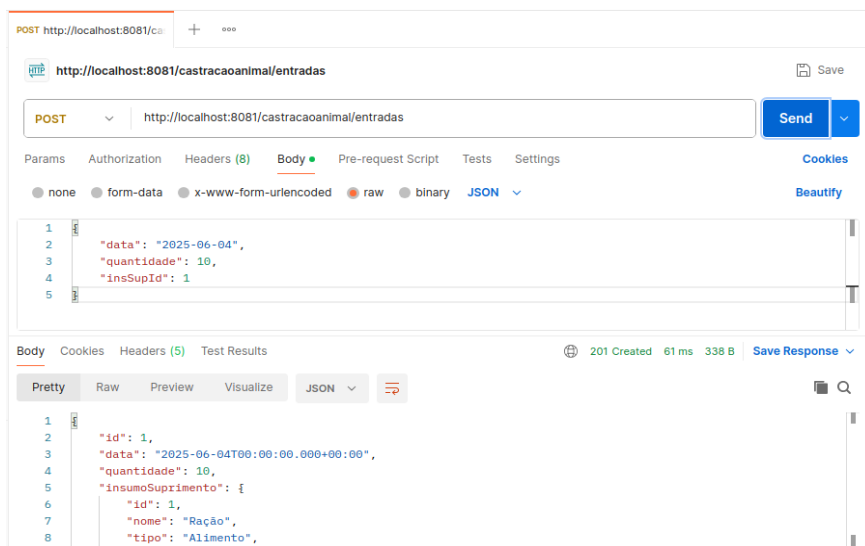 POST http://localhost:8081/ca
HTTP http://localhost:8081/castracaoanimal/entradas Save
POST http://localhost:8081/castracaoanimal/entradas Send
Params Authorization Headers (8) Body Pre-request Script Tests Settings Cookies
none form-data x-www-form-urlencoded raw binary JSON Beautify
1 {
2 "data": "2025-06-04",
3 "quantidade": 10,
4 "insSupId": 1
5 }
Body Cookies Headers (5) Test Results 201 Created 61 ms 338 B Save Response
Pretty Raw Preview Visualize JSON
1 {
2 "id": 1,
3 "data": "2025-06-04T00:00:00.000+00:00",
4 "quantidade": 10,
5 "insumoSuprimento": {
6 "id": 1,
7 "nome": "Ração",
8 "tipo": "Alimento",